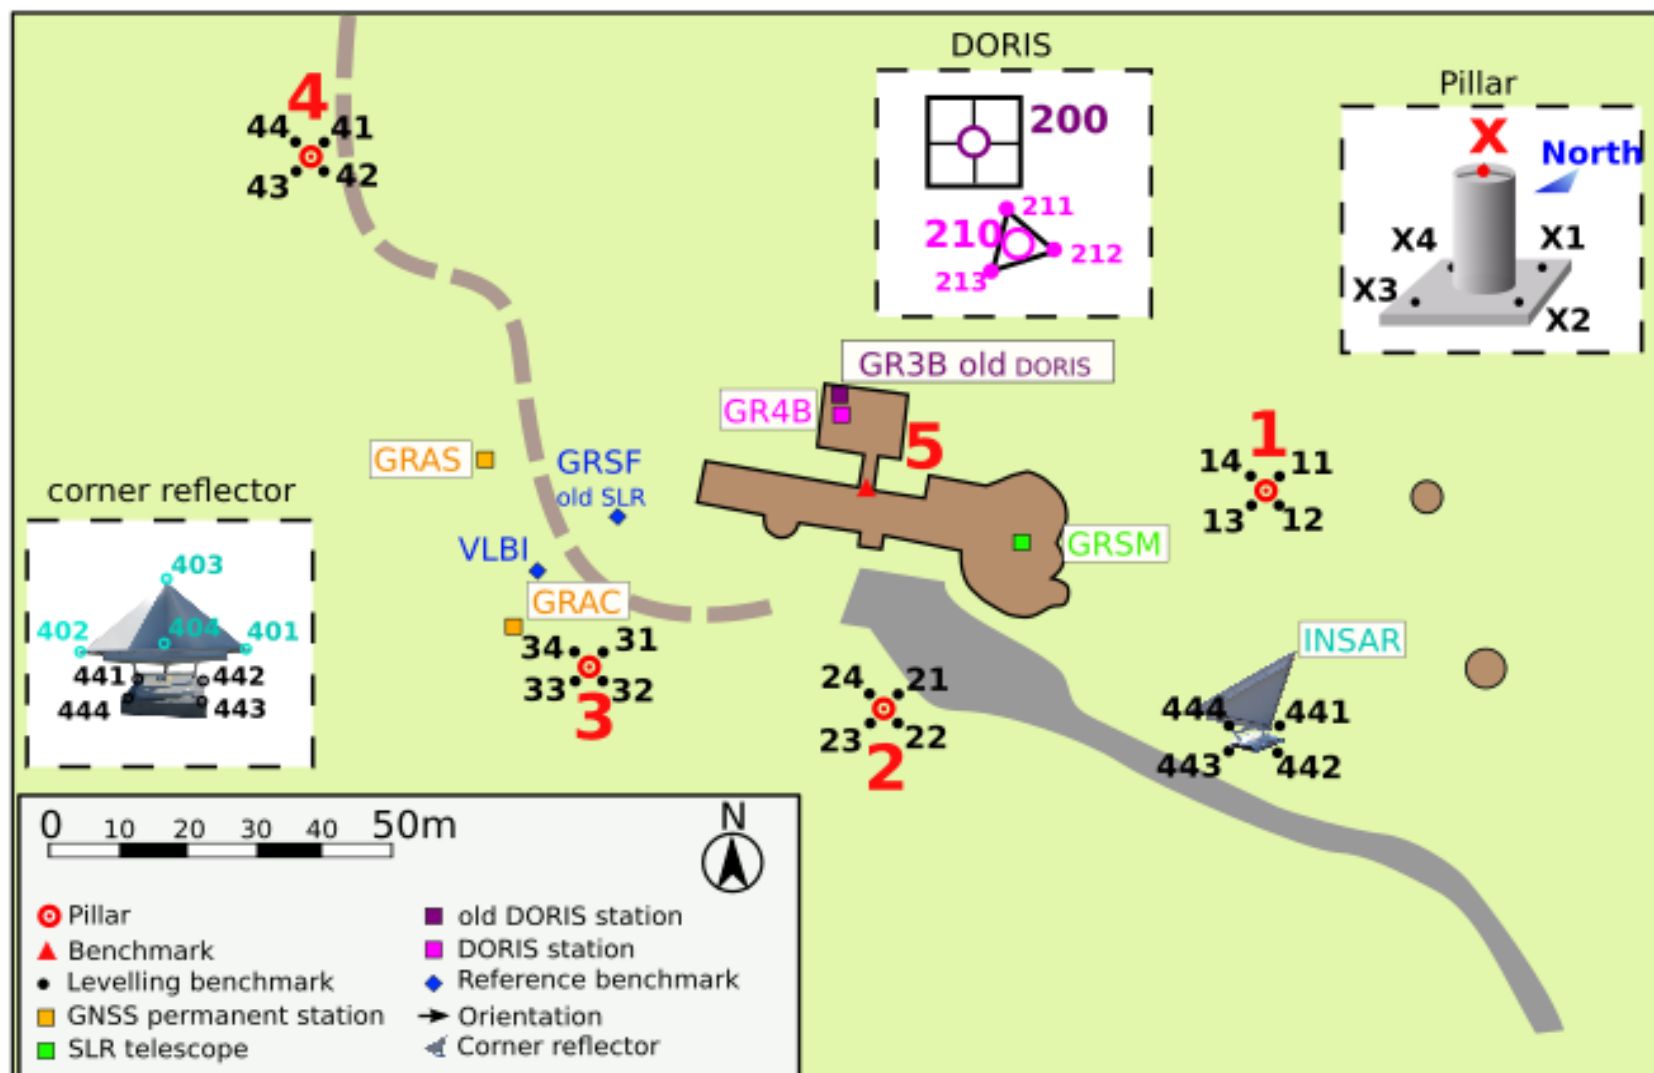 DORIS
Pillar
4
44 41
43 42
200
211
210
212
213
X
North
X4 X1
X3 X2
GR3B old DORIS
GR4B
5
1
14 11
13 12
GRAS
GRSF
old SLR
VLBI
GRAC
GRSM
corner reflector
403
402 404 401
441 442
444 443
34 31
33 32
3
24 21
23 22
2
INSAR
444 441
443 442
0 10 20 30 40 50m
N
Pillar
Benchmark
Levelling benchmark
GNSS permanent station
SLR telescope
old DORIS station
DORIS station
Reference benchmark
Orientation
Corner reflector